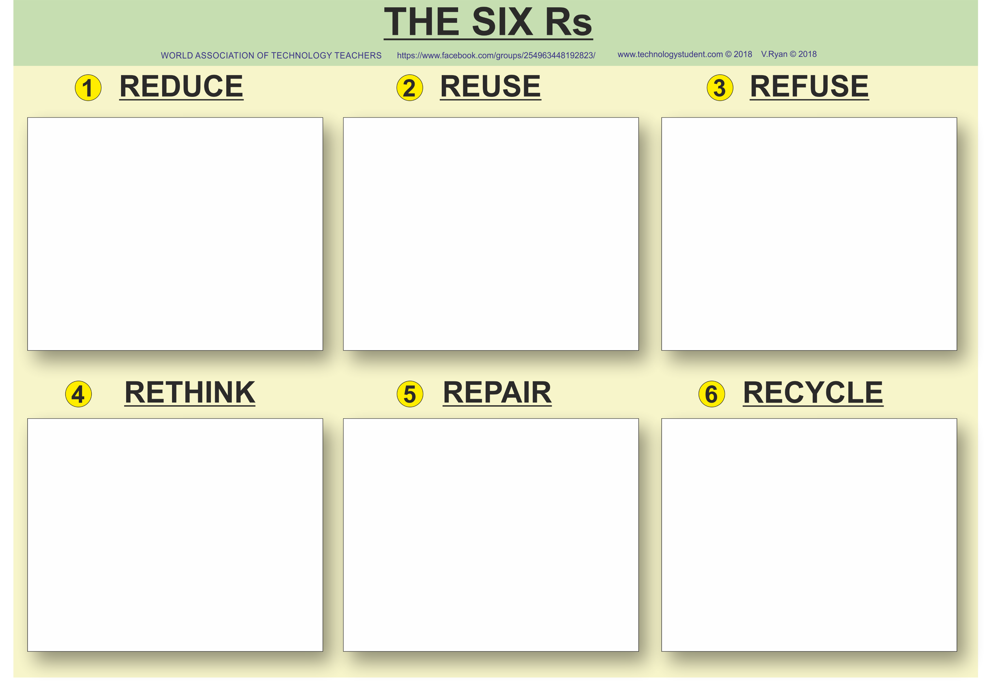 THE SIX Rs
WORLD ASSOCIATION OF TECHNOLOGY TEACHERS https://www.facebook.com/groups/254963448192823/ www.technologystudent.com © 2018 V.Ryan © 2018
1 REDUCE
2 REUSE
3 REFUSE
4 RETHINK
5 REPAIR
6 RECYCLE